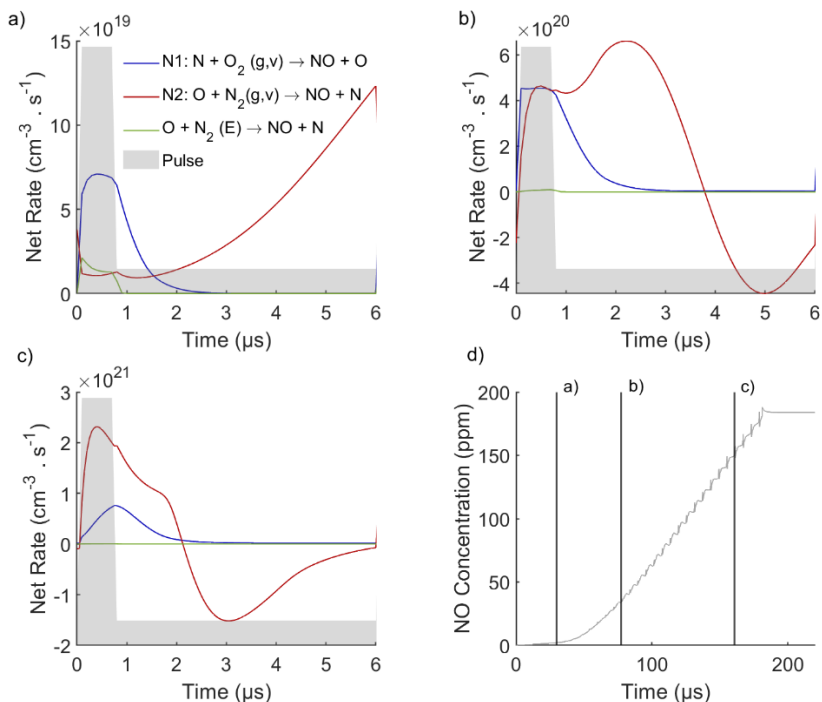 a)
×10^19
15
10
5
0
Net Rate (cm^-3 . s^-1)
N1: N + O_2 (g,v) → NO + O
N2: O + N_2(g,v) → NO + N
O + N_2 (E) → NO + N
Pulse
0 1 2 3 4 5 6
Time (μs)
b)
×10^20
6
4
2
0
-2
-4
Net Rate (cm^-3 . s^-1)
0 1 2 3 4 5 6
Time (μs)
c)
×10^21
3
2
1
0
-1
-2
Net Rate (cm^-3 . s^-1)
0 1 2 3 4 5 6
Time (μs)
d)
200
150
100
50
0
NO Concentration (ppm)
a) b) c)
0 100 200
Time (μs)